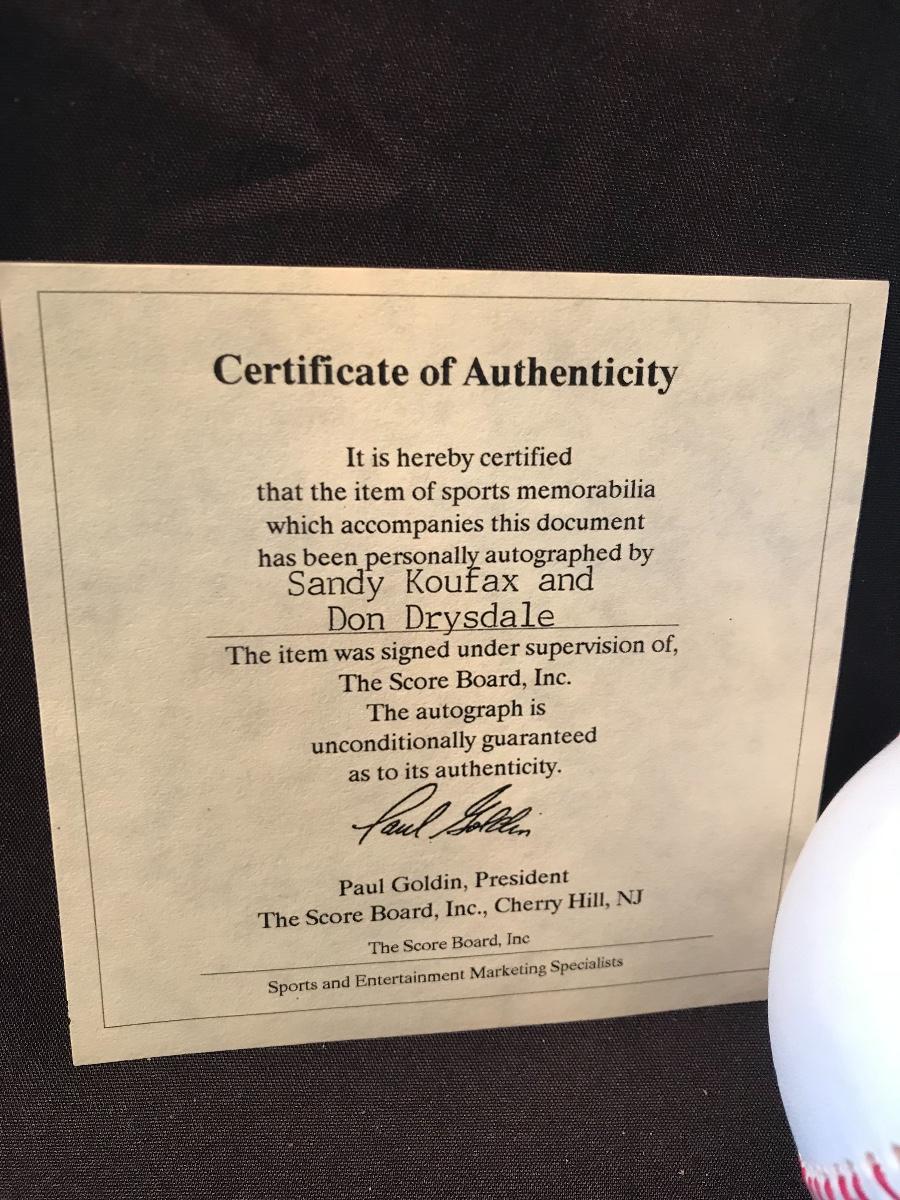 Certificate of Authenticity
It is hereby certified
that the item of sports memorabilia
which accompanies this document
has been personally autographed by
Sandy Koufax and
Don Drysdale
The item was signed under supervision of,
The Score Board, Inc.
The autograph is
unconditionally guaranteed
as to its authenticity.
Paul Goldin
Paul Goldin, President
The Score Board, Inc., Cherry Hill, NJ
The Score Board, Inc
Sports and Entertainment Marketing Specialists